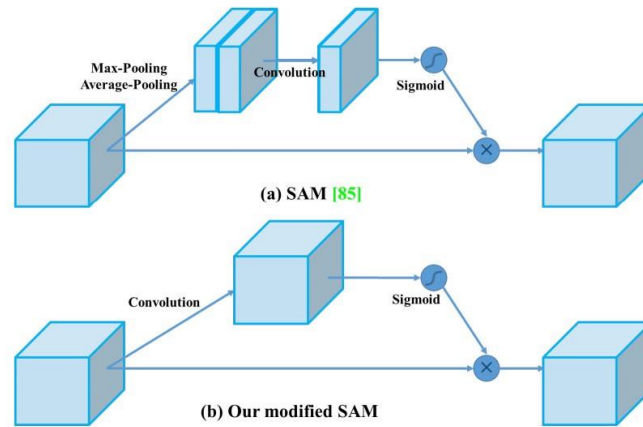 Max-Pooling
Average-Pooling
Convolution
Sigmoid
(a) SAM [85]
Convolution
Sigmoid
(b) Our modified SAM